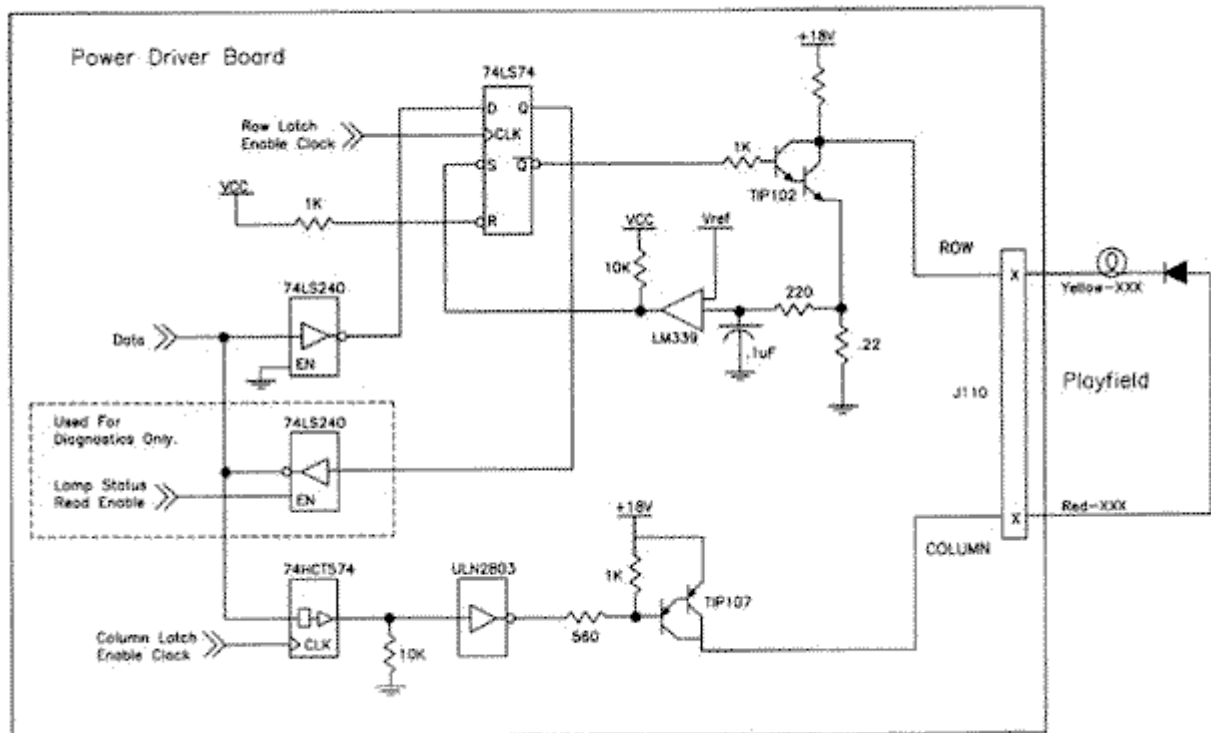 Power Driver Board
+18V
74LS74
D Q
Row Latch
Enable Clock
CLK
S Q
1K
TIP102
VCC
1K
R
VCC
Vref
10K
ROW
X
Yellow-XXX
74LS240
220
LM339
.1uF
.22
Data
EN
J110
Playfield
Used For
Diagnostics Only.
74LS240
Lamp Status
Read Enable
EN
+18V
X
Red-XXX
COLUMN
74HCT574
ULN2803
1K
TIP107
560
Column Latch
Enable Clock
CLK
10K